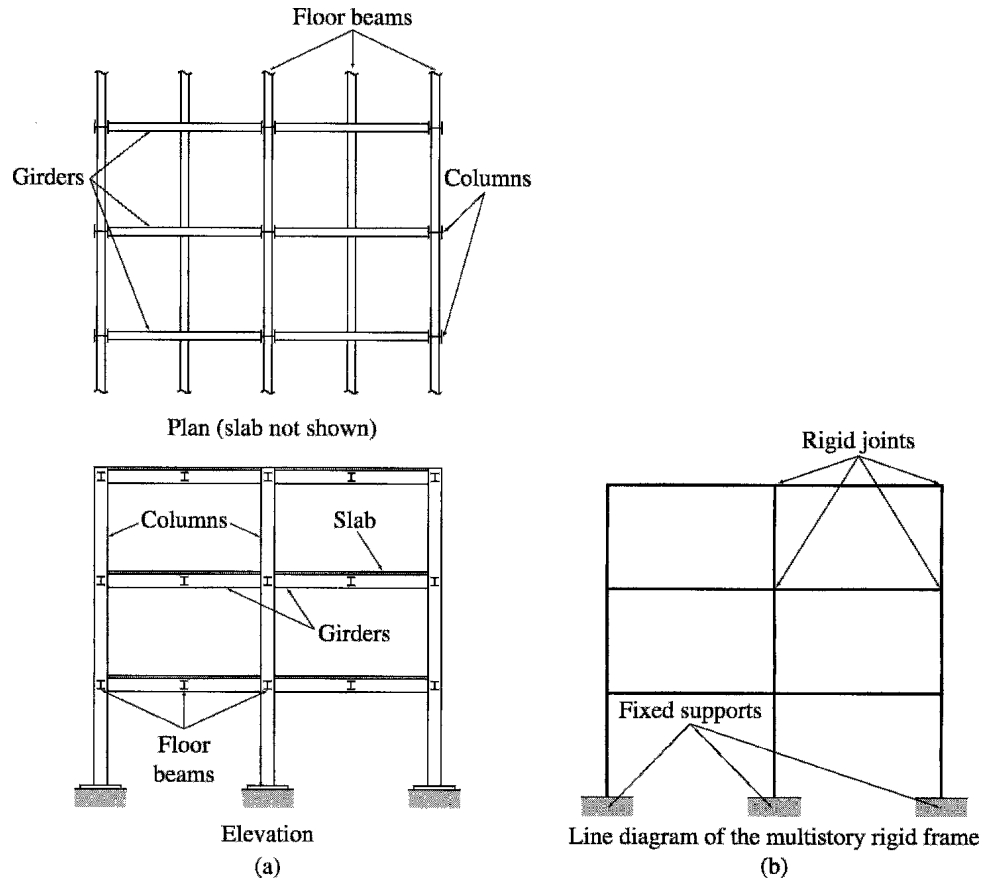 Floor beams
Girders
Columns
Plan (slab not shown)
Columns
Slab
Girders
Floor
beams
Elevation
(a)
Rigid joints
Fixed supports
Line diagram of the multistory rigid frame
(b)